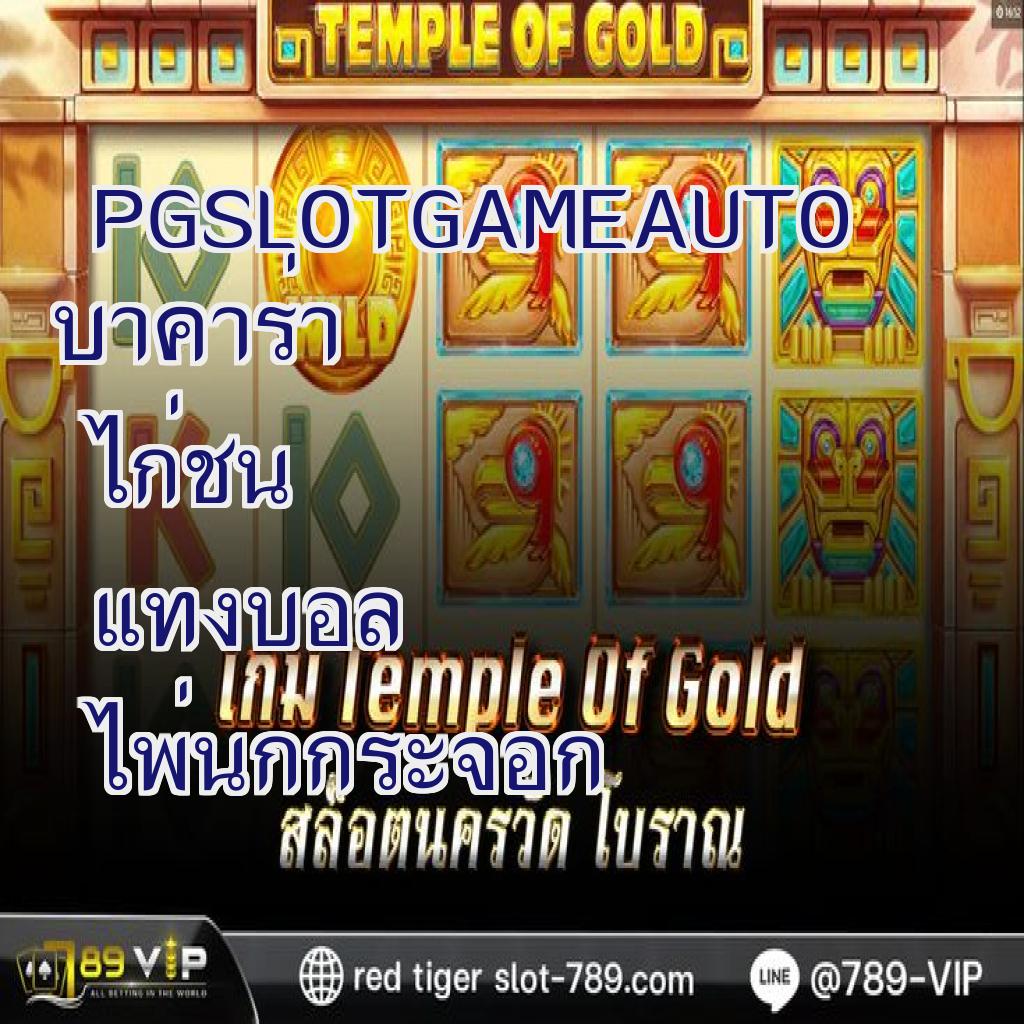 TEMPLE OF GOLD
WILD
PGSLOTGAMEAUTO
บาคาร่า
ไก่ชน
แทงบอล
เกม Temple Of Gold
ไพ่นกกระจอก
สล็อตนครวัด โบราณ
789 VIP
ALL BETTING IN THE WORLD
red tiger slot-789.com
LINE @789-VIP